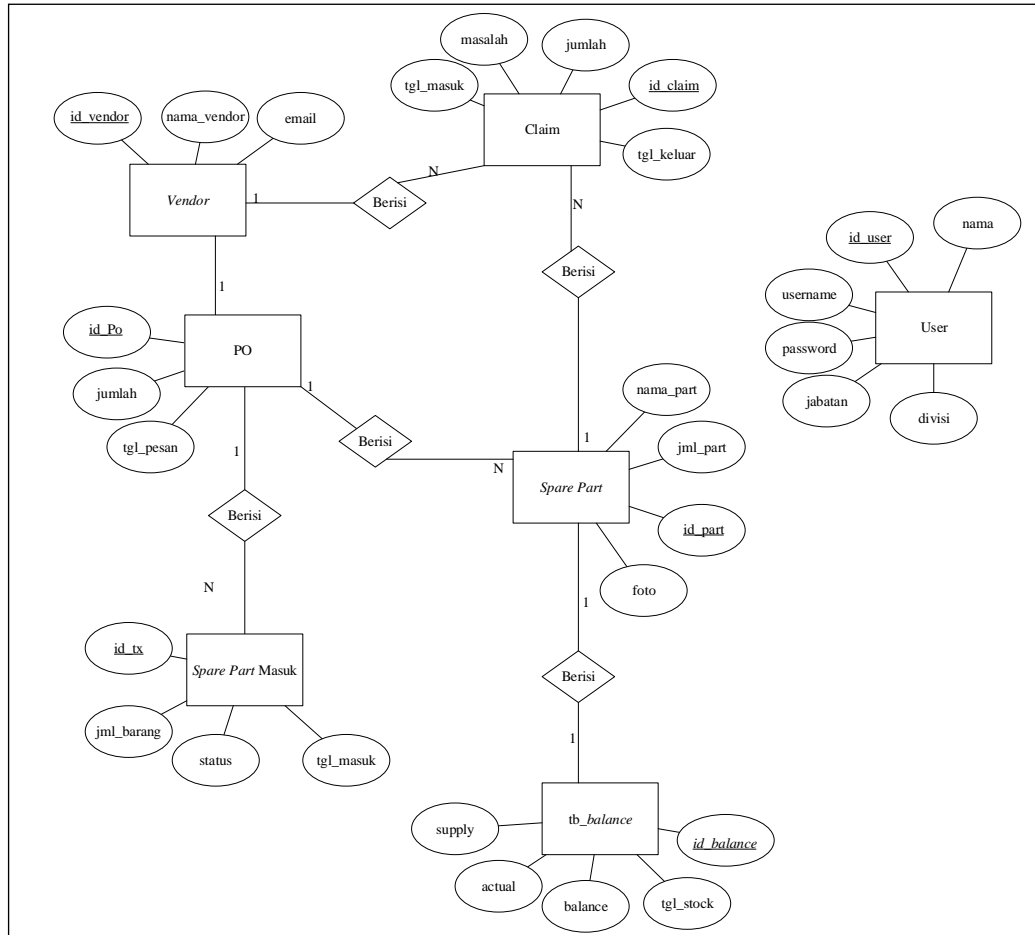 masalah
jumlah
tgl_masuk
id_claim
Claim
tgl_keluar
id_vendor
nama_vendor
email
Vendor
1
N
Berisi
N
Berisi
1
1
PO
id_Po
jumlah
tgl_pesan
1
Berisi
N
1
Berisi
N
id_user
nama
username
User
password
jabatan
divisi
nama_part
jml_part
Spare Part
id_part
foto
1
Berisi
1
id_tx
Spare Part Masuk
jml_barang
status
tgl_masuk
tb_balance
supply
id_balance
actual
balance
tgl_stock